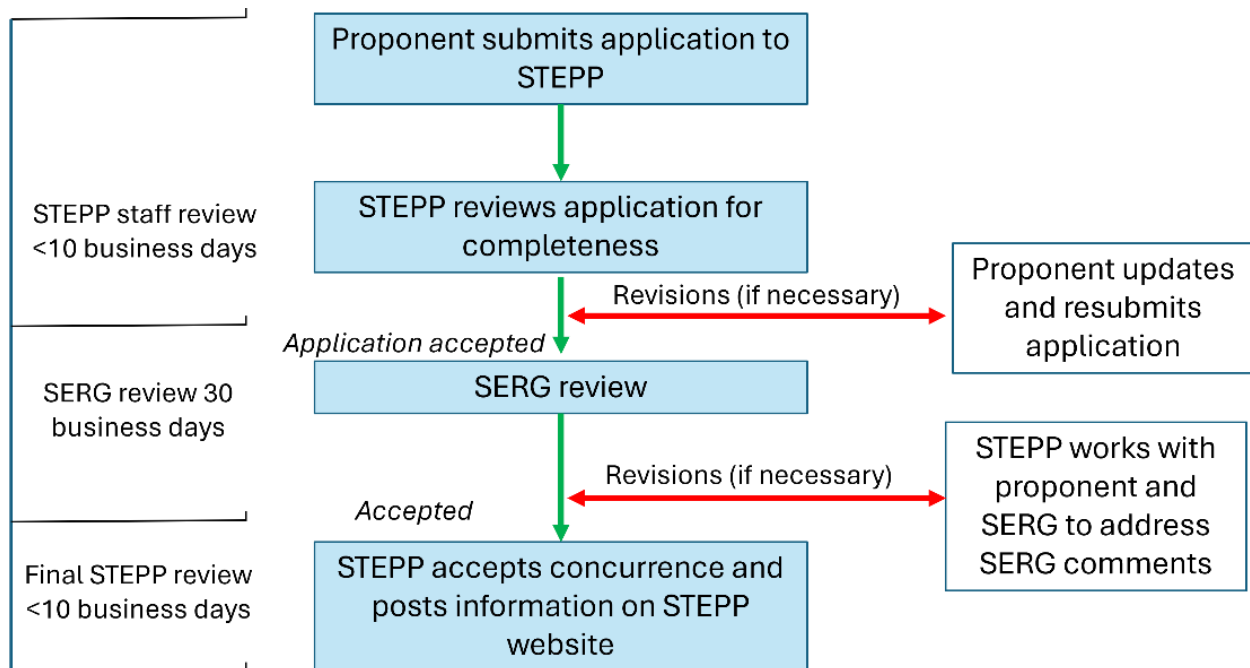 Proponent submits application to
STEPP
STEPP staff review
<10 business days
STEPP reviews application for
completeness
Revisions (if necessary)
Proponent updates
and resubmits
application
Application accepted
SERG review 30
business days
SERG review
Revisions (if necessary)
STEPP works with
proponent and
SERG to address
SERG comments
Accepted
Final STEPP review
<10 business days
STEPP accepts concurrence and
posts information on STEPP
website